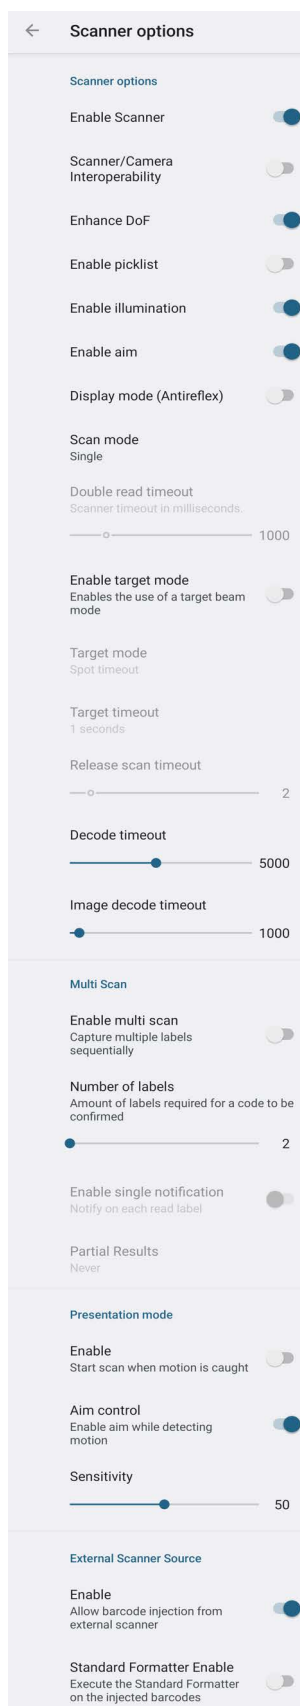 Scanner options
Scanner options
Enable Scanner
Scanner/Camera
Interoperability
Enhance DoF
Enable picklist
Enable illumination
Enable aim
Display mode (Antireflex)
Scan mode
Single
Double read timeout
Scanner timeout in milliseconds.
1000
Enable target mode
Enables the use of a target beam
mode
Target mode
Spot timeout
Target timeout
1 seconds
Release scan timeout
2
Decode timeout
5000
Image decode timeout
1000
Multi Scan
Enable multi scan
Capture multiple labels
sequentially
Number of labels
Amount of labels required for a code to be
confirmed
2
Enable single notification
Notify on each read label
Partial Results
Never
Presentation mode
Enable
Start scan when motion is caught
Aim control
Enable aim while detecting
motion
Sensitivity
50
External Scanner Source
Enable
Allow barcode injection from
external scanner
Standard Formatter Enable
Execute the Standard Formatter
on the injected barcodes